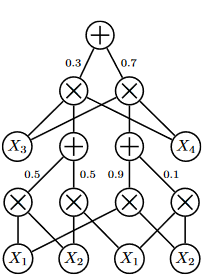 +
0.3 0.7
× ×
X₃ + + X₄
0.5 0.5 0.9 0.1
× × × ×
X₁ X₂ X₁ X₂